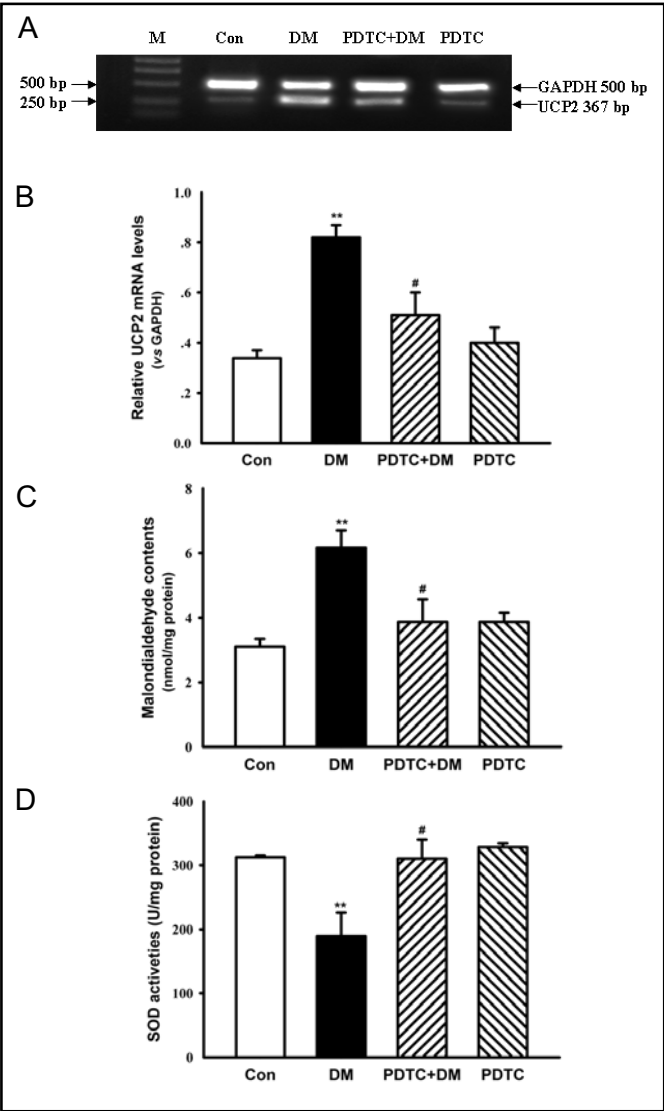 A
M Con DM PDTC+DM PDTC
500 bp GAPDH 500 bp
250 bp UCP2 367 bp
B
Relative UCP2 mRNA levels
(vs GAPDH)
1.0
.8
.6
.4
.2
0.0
**
#
Con DM PDTC+DM PDTC
C
Malondialdehyde contents
(nmol/mg protein)
8
6
4
2
0
**
#
Con DM PDTC+DM PDTC
D
SOD activeties (U/mg protein)
400
300
200
100
0
**
#
Con DM PDTC+DM PDTC